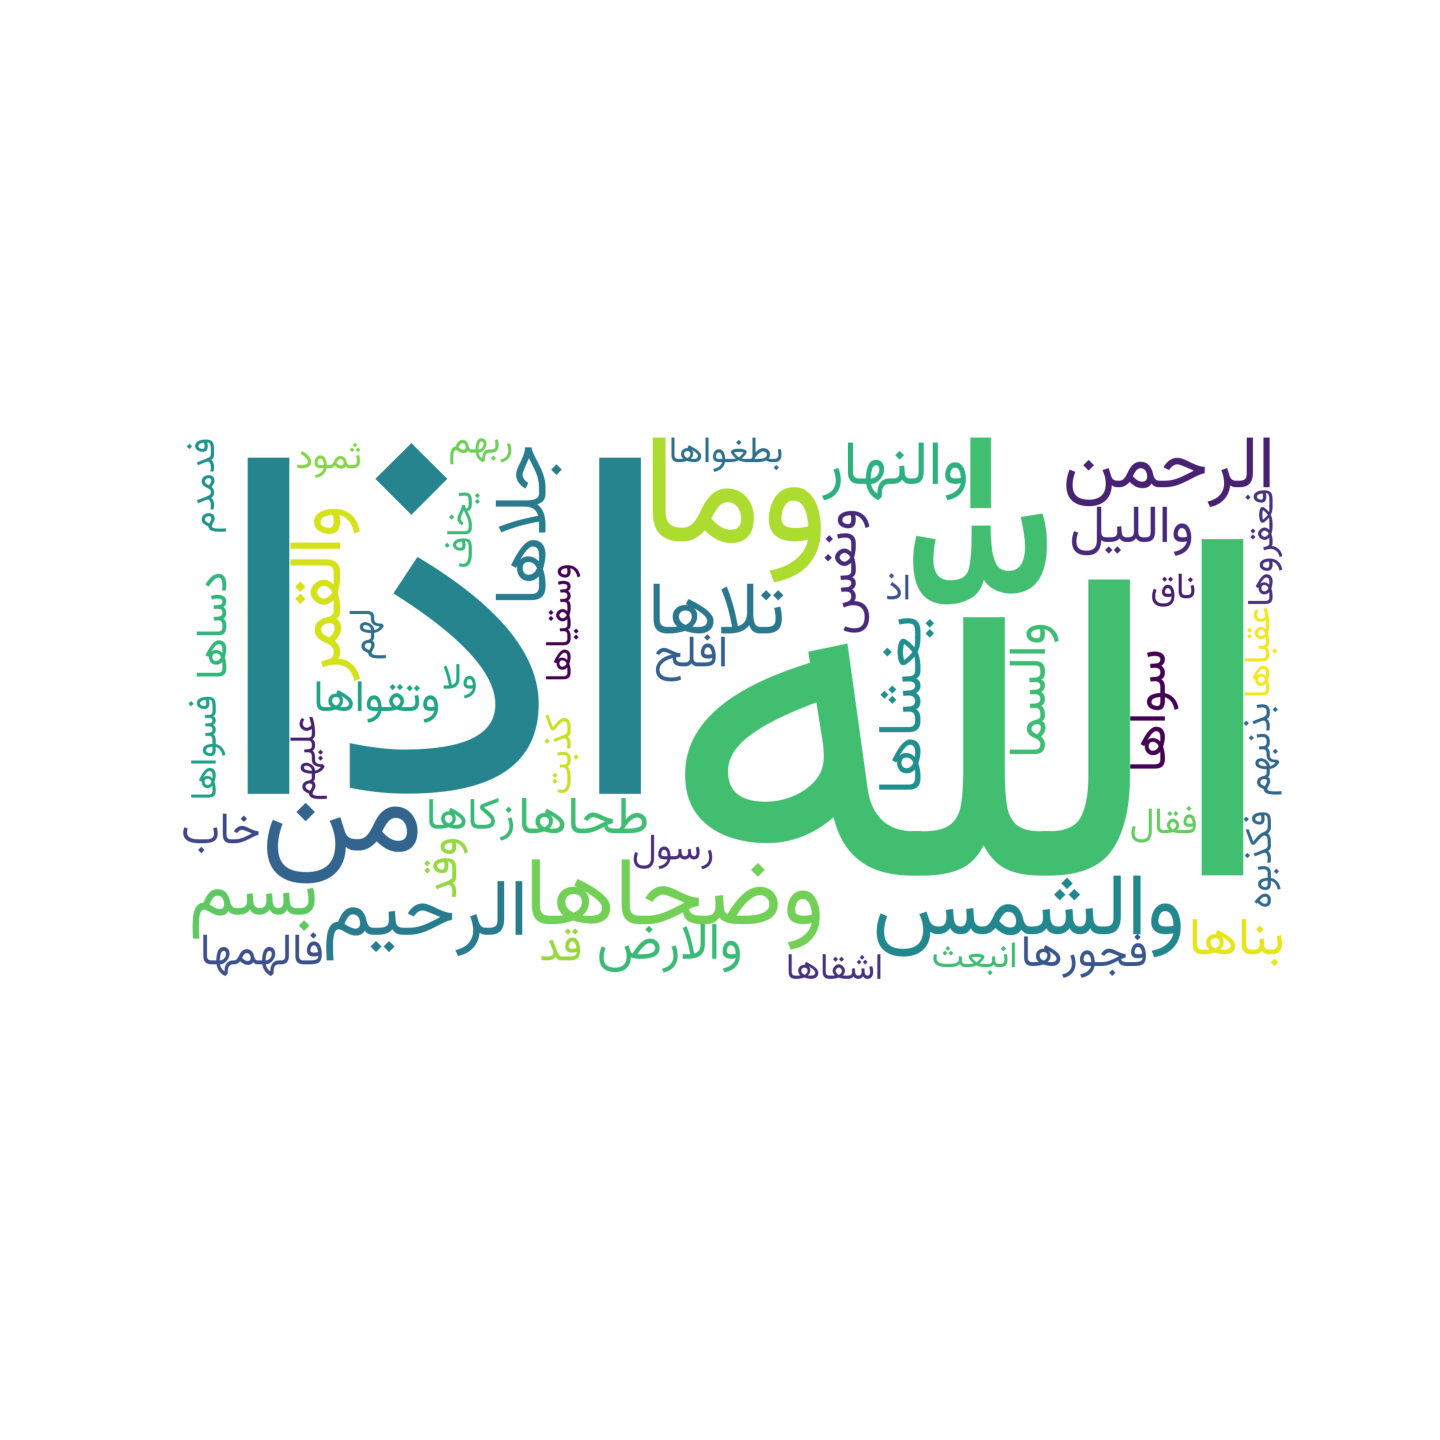 الله
اذا
وما
من
وضحاها
والشمس
والقمر
جلاها
تلاها
الرحمن
الرحيم
بسم
والنهار
والليل
يغشاها
والسما
بناها
والارض
طحاها
ونفس
سواها
فالهمها
فجورها
وتقواها
قد
افلح
زكاها
وقد
خاب
دساها
كذبت
ثمود
بطغواها
اذ
انبعث
اشقاها
فقال
لهم
رسول
ناق
وسقياها
فكذبوه
فعقروها
فدمدم
عليهم
ربهم
بذنبهم
فسواها
ولا
يخاف
عقباها